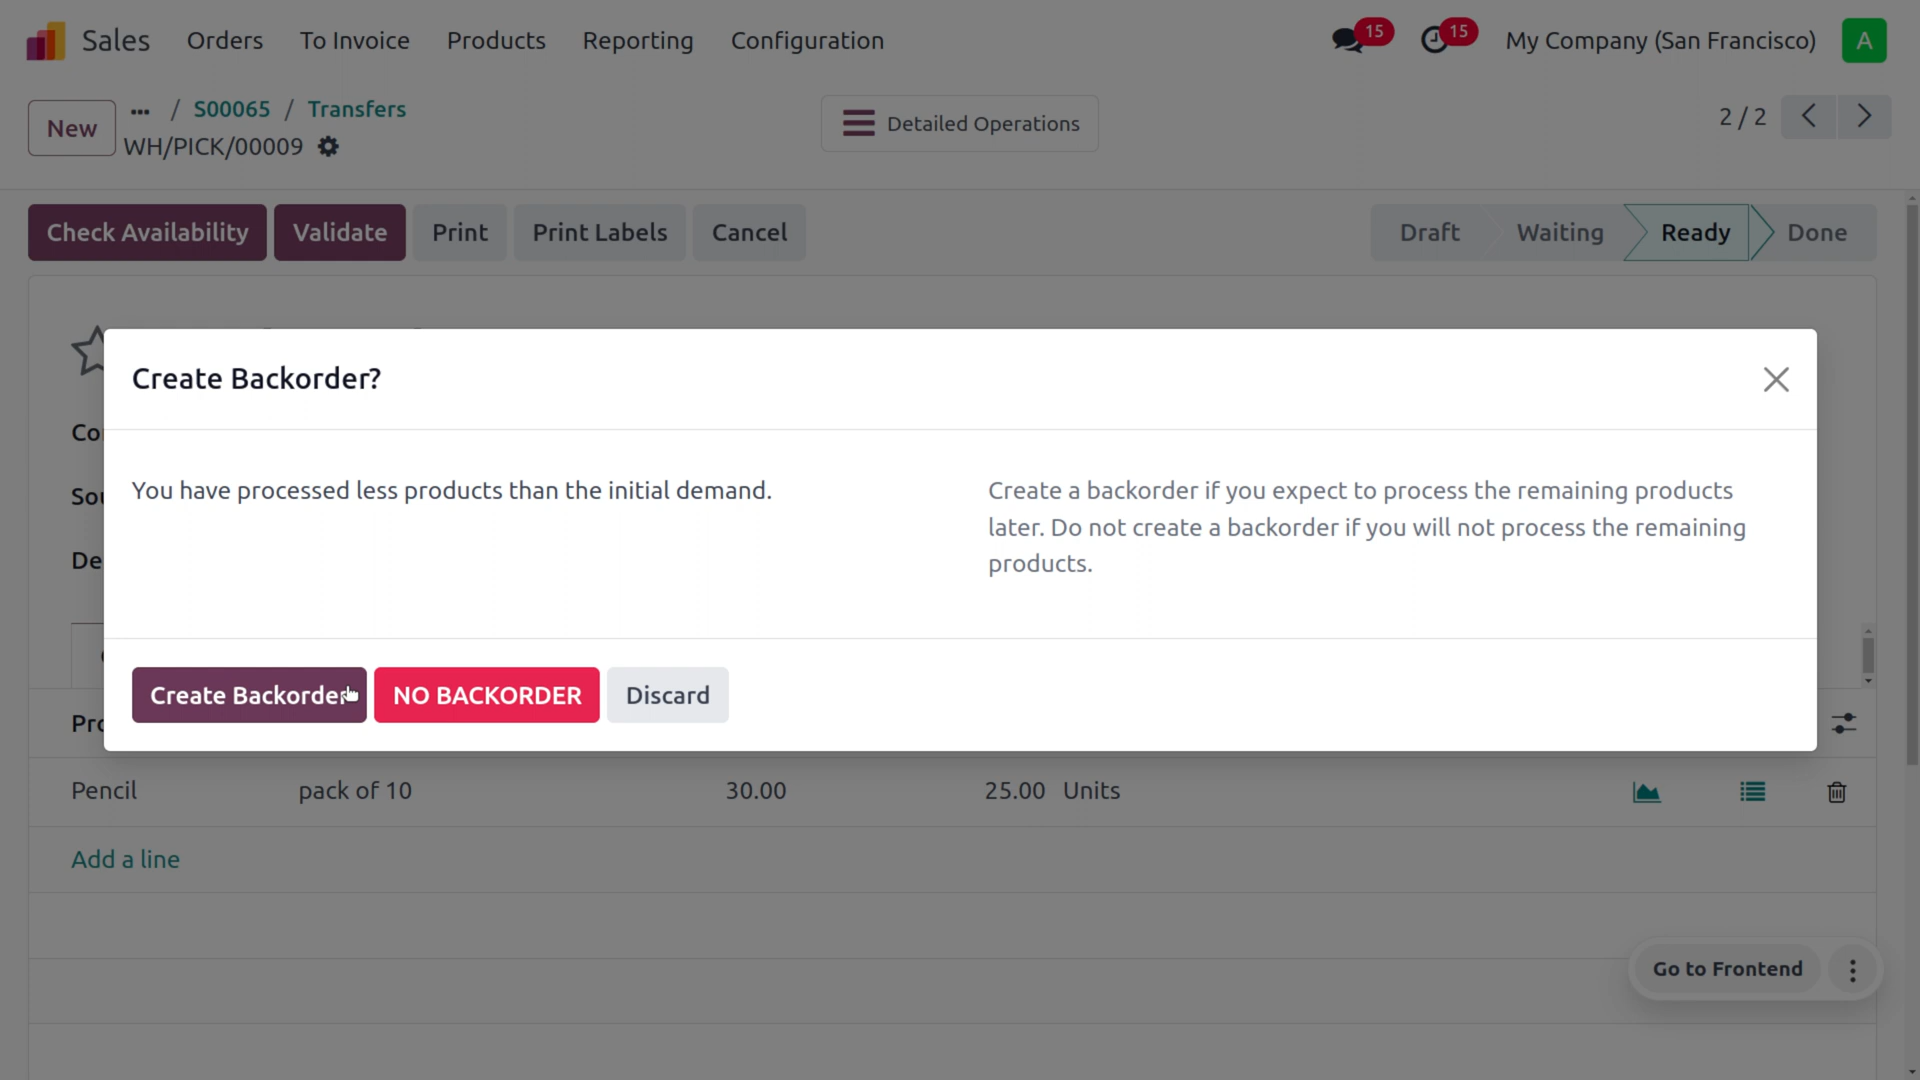 Sales Orders To Invoice Products Reporting Configuration 15 15 My Company (San Francisco) A
New ... / S00065 / Transfers
WH/PICK/00009
Detailed Operations
2 / 2
Check Availability Validate Print Print Labels Cancel Draft Waiting Ready Done
Create Backorder?
You have processed less products than the initial demand.
Create a backorder if you expect to process the remaining products
later. Do not create a backorder if you will not process the remaining
products.
Create Backorder NO BACKORDER Discard
Pencil pack of 10 30.00 25.00 Units
Add a line
Go to Frontend